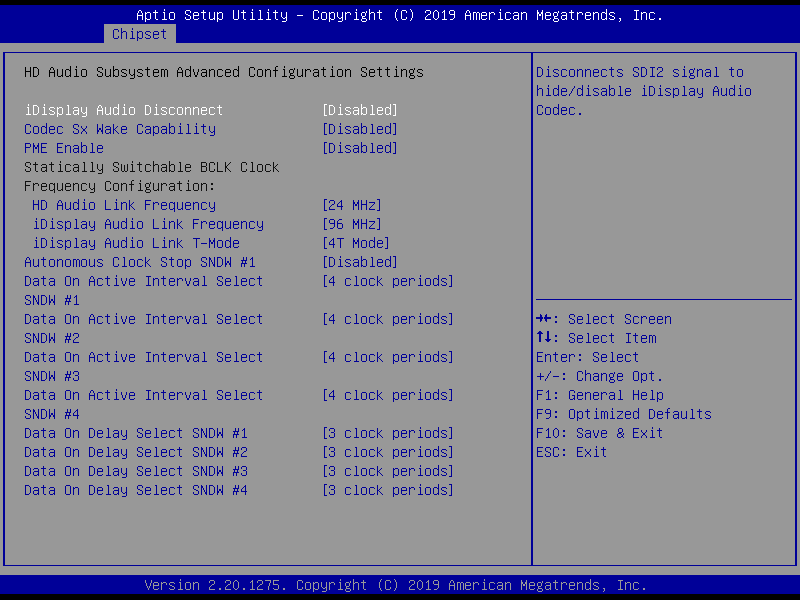 Aptio Setup Utility – Copyright (C) 2019 American Megatrends, Inc.
Chipset
HD Audio Subsystem Advanced Configuration Settings
iDisplay Audio Disconnect [Disabled]
Codec Sx Wake Capability [Disabled]
PME Enable [Disabled]
Statically Switchable BCLK Clock
Frequency Configuration:
HD Audio Link Frequency [24 MHz]
iDisplay Audio Link Frequency [96 MHz]
iDisplay Audio Link T-Mode [4T Mode]
Autonomous Clock Stop SNDW #1 [Disabled]
Data On Active Interval Select [4 clock periods]
SNDW #1
Data On Active Interval Select [4 clock periods]
SNDW #2
Data On Active Interval Select [4 clock periods]
SNDW #3
Data On Active Interval Select [4 clock periods]
SNDW #4
Data On Delay Select SNDW #1 [3 clock periods]
Data On Delay Select SNDW #2 [3 clock periods]
Data On Delay Select SNDW #3 [3 clock periods]
Data On Delay Select SNDW #4 [3 clock periods]
Disconnects SDI2 signal to
hide/disable iDisplay Audio
Codec.
→←: Select Screen
↑↓: Select Item
Enter: Select
+/-: Change Opt.
F1: General Help
F9: Optimized Defaults
F10: Save & Exit
ESC: Exit
Version 2.20.1275. Copyright (C) 2019 American Megatrends, Inc.